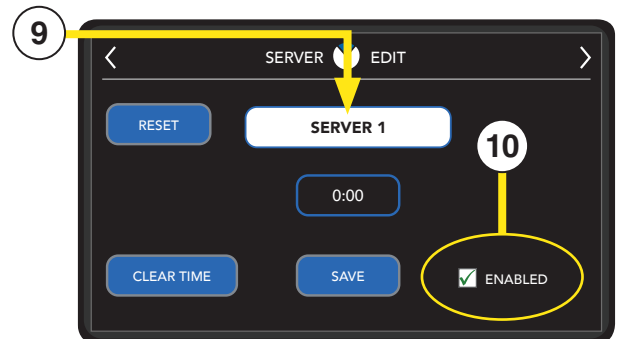 9
SERVER EDIT
RESET
SERVER 1
10
0:00
CLEAR TIME
SAVE
ENABLED